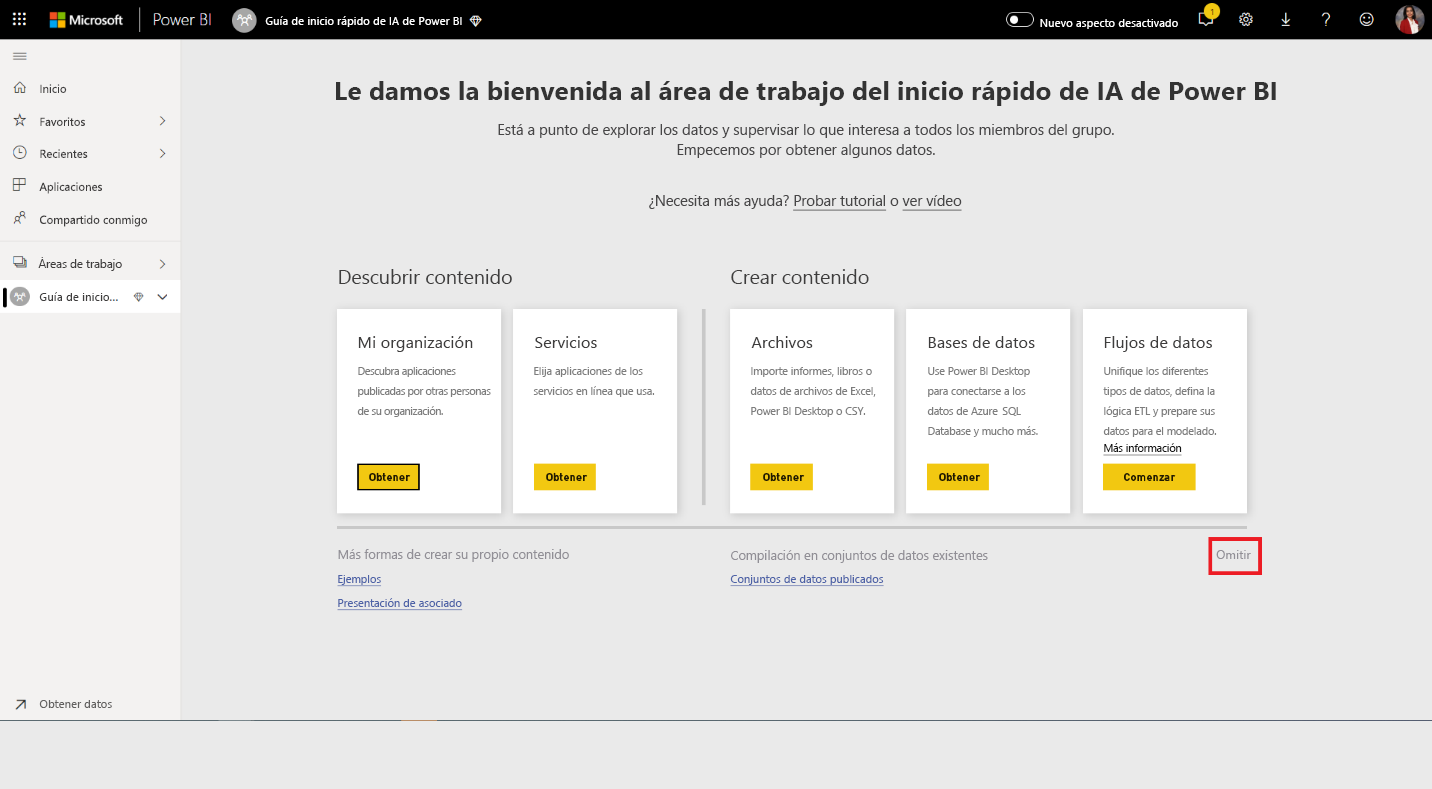 Microsoft Power BI Guía de inicio rápido de IA de Power BI Nuevo aspecto desactivado 1 ?
Inicio
Favoritos
Recientes
Aplicaciones
Compartido conmigo
Áreas de trabajo
Guía de inicio...
Obtener datos
Le damos la bienvenida al área de trabajo del inicio rápido de IA de Power BI
Está a punto de explorar los datos y supervisar lo que interesa a todos los miembros del grupo.
Empecemos por obtener algunos datos.
¿Necesita más ayuda? Probar tutorial o ver vídeo
Descubrir contenido
Mi organización
Descubra aplicaciones
publicadas por otras personas
de su organización.
Obtener
Servicios
Elija aplicaciones de los
servicios en línea que usa.
Obtener
Crear contenido
Archivos
Importe informes, libros o
datos de archivos de Excel,
Power BI Desktop o CSY.
Obtener
Bases de datos
Use Power BI Desktop
para conectarse a los
datos de Azure SQL
Database y mucho más.
Obtener
Flujos de datos
Unifique los diferentes
tipos de datos, defina la
lógica ETL y prepare sus
datos para el modelado.
Más información
Comenzar
Más formas de crear su propio contenido
Ejemplos
Presentación de asociado
Compilación en conjuntos de datos existentes
Conjuntos de datos publicados
Omitir